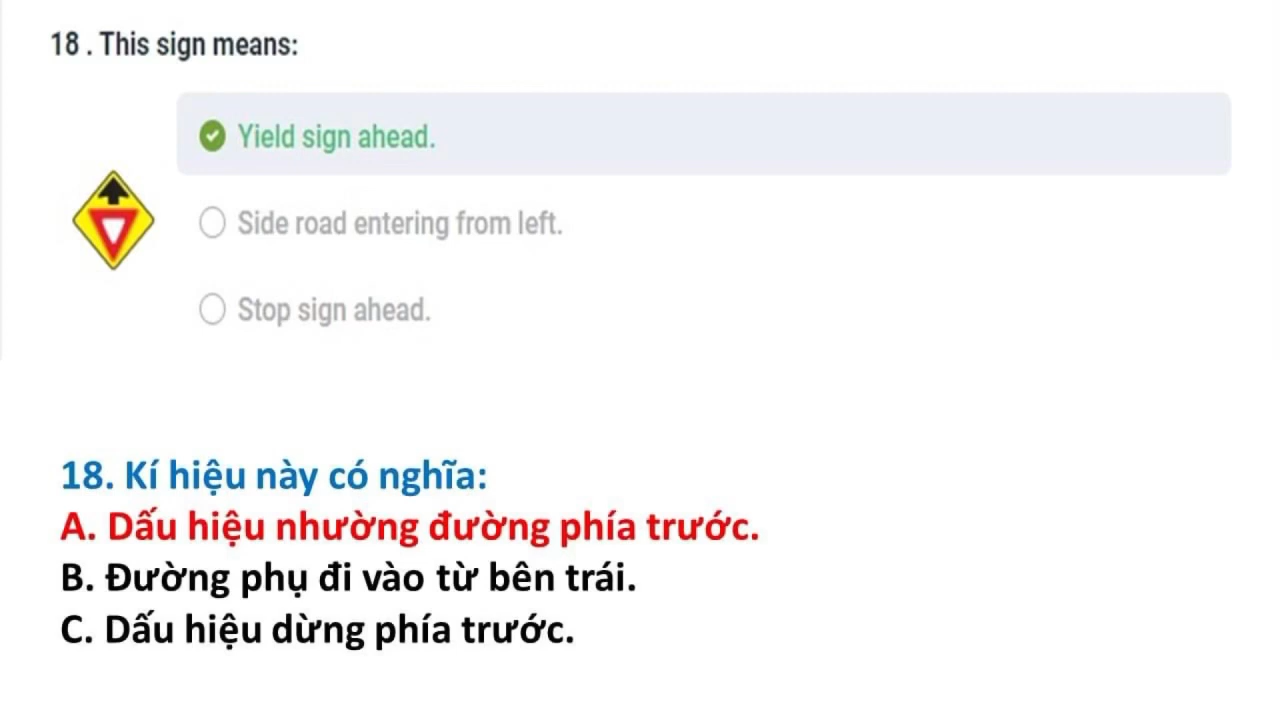 18 . This sign means:
Yield sign ahead.
Side road entering from left.
Stop sign ahead.
18. Kí hiệu này có nghĩa:
A. Dấu hiệu nhường đường phía trước.
B. Đường phụ đi vào từ bên trái.
C. Dấu hiệu dừng phía trước.